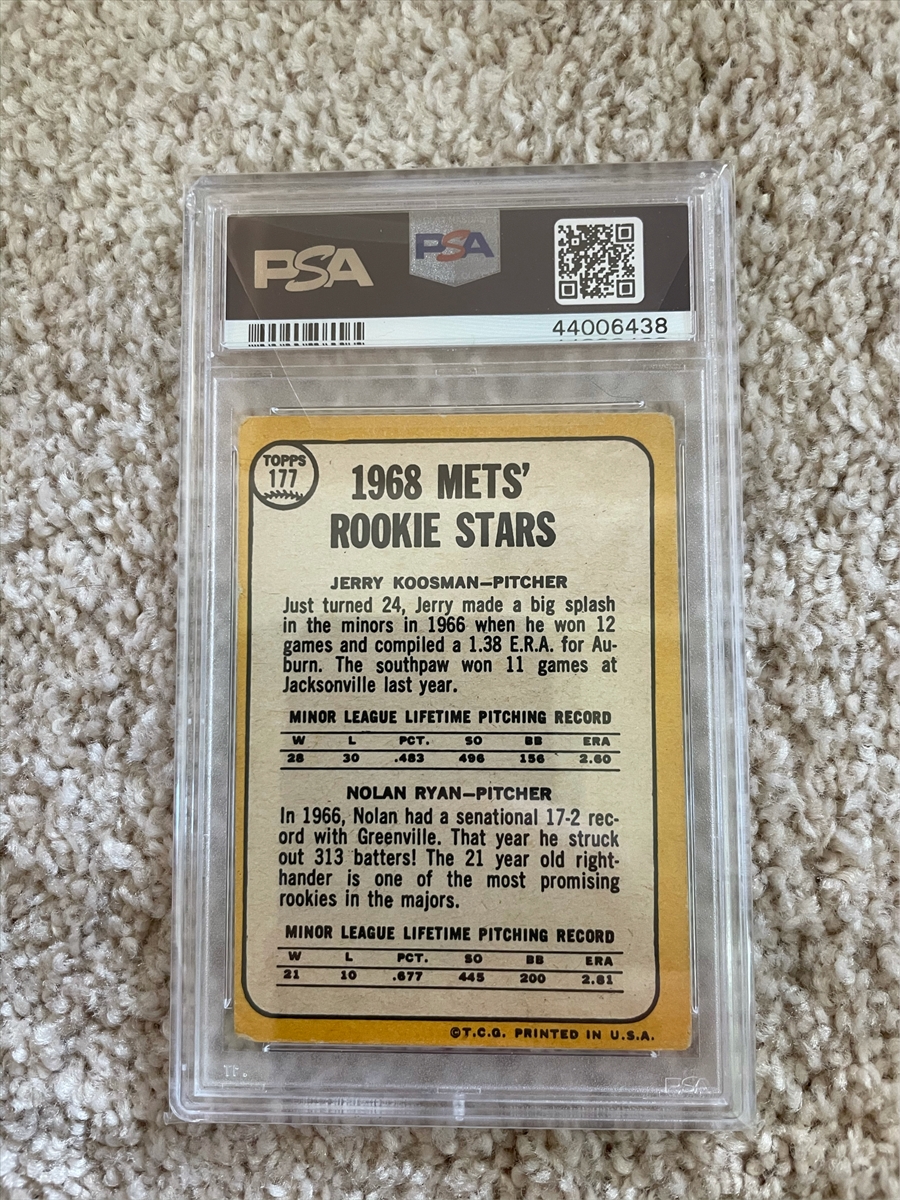 PSA
PSA
44006438
TOPPS
177
1968 METS'
ROOKIE STARS
JERRY KOOSMAN—PITCHER
Just turned 24, Jerry made a big splash
in the minors in 1966 when he won 12
games and compiled a 1.38 E.R.A. for Au-
burn. The southpaw won 11 games at
Jacksonville last year.
MINOR LEAGUE LIFETIME PITCHING RECORD
W L PCT. SO BB ERA
28 30 .483 496 156 2.60
NOLAN RYAN—PITCHER
In 1966, Nolan had a senational 17-2 rec-
ord with Greenville. That year he struck
out 313 batters! The 21 year old right-
hander is one of the most promising
rookies in the majors.
MINOR LEAGUE LIFETIME PITCHING RECORD
W L PCT. SO BB ERA
21 10 .677 445 200 2.81
©T.C.G. PRINTED IN U.S.A.
PSA